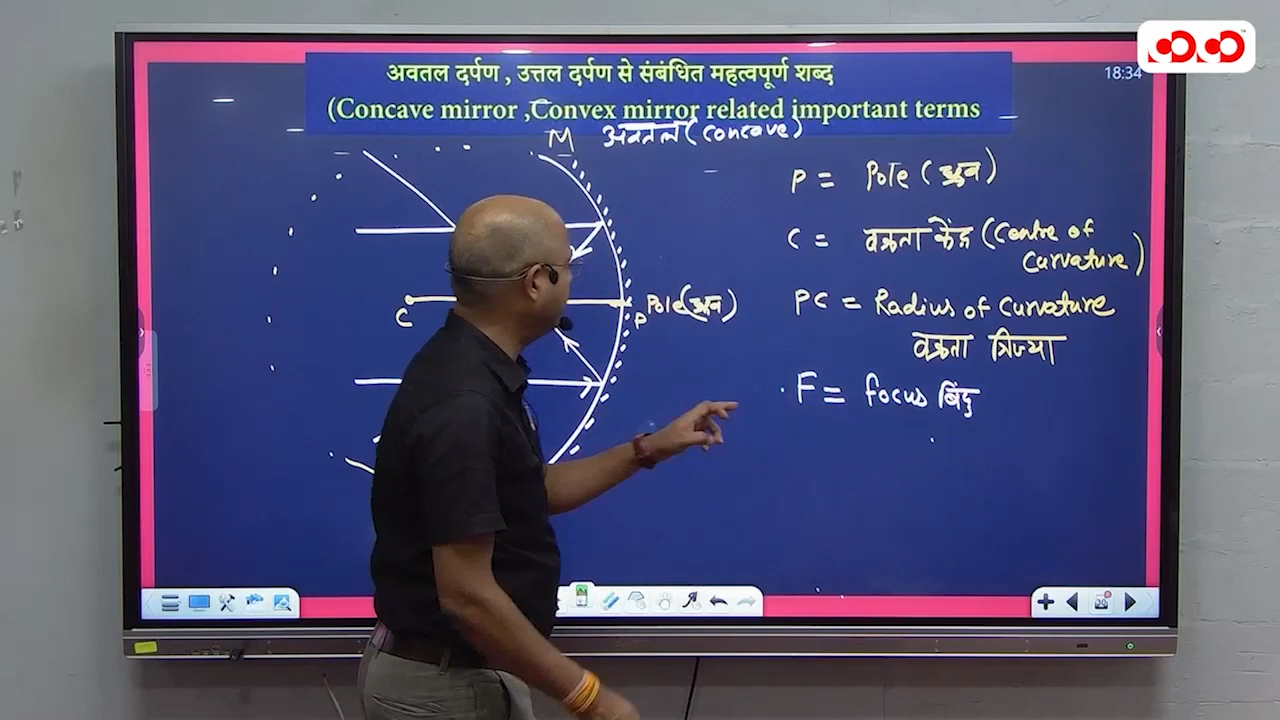 अवतल दर्पण , उत्तल दर्पण से संबंधित महत्वपूर्ण शब्द
(Concave mirror ,Convex mirror related important terms
18:34
M अवतल (Concave)
P = Pole (ध्रुव)
C = वक्रता केंद्र (Centre of
Curvature)
C
P Pole (ध्रुव)
PC = Radius of Curvature
वक्रता त्रिज्या
F = focus बिंदु